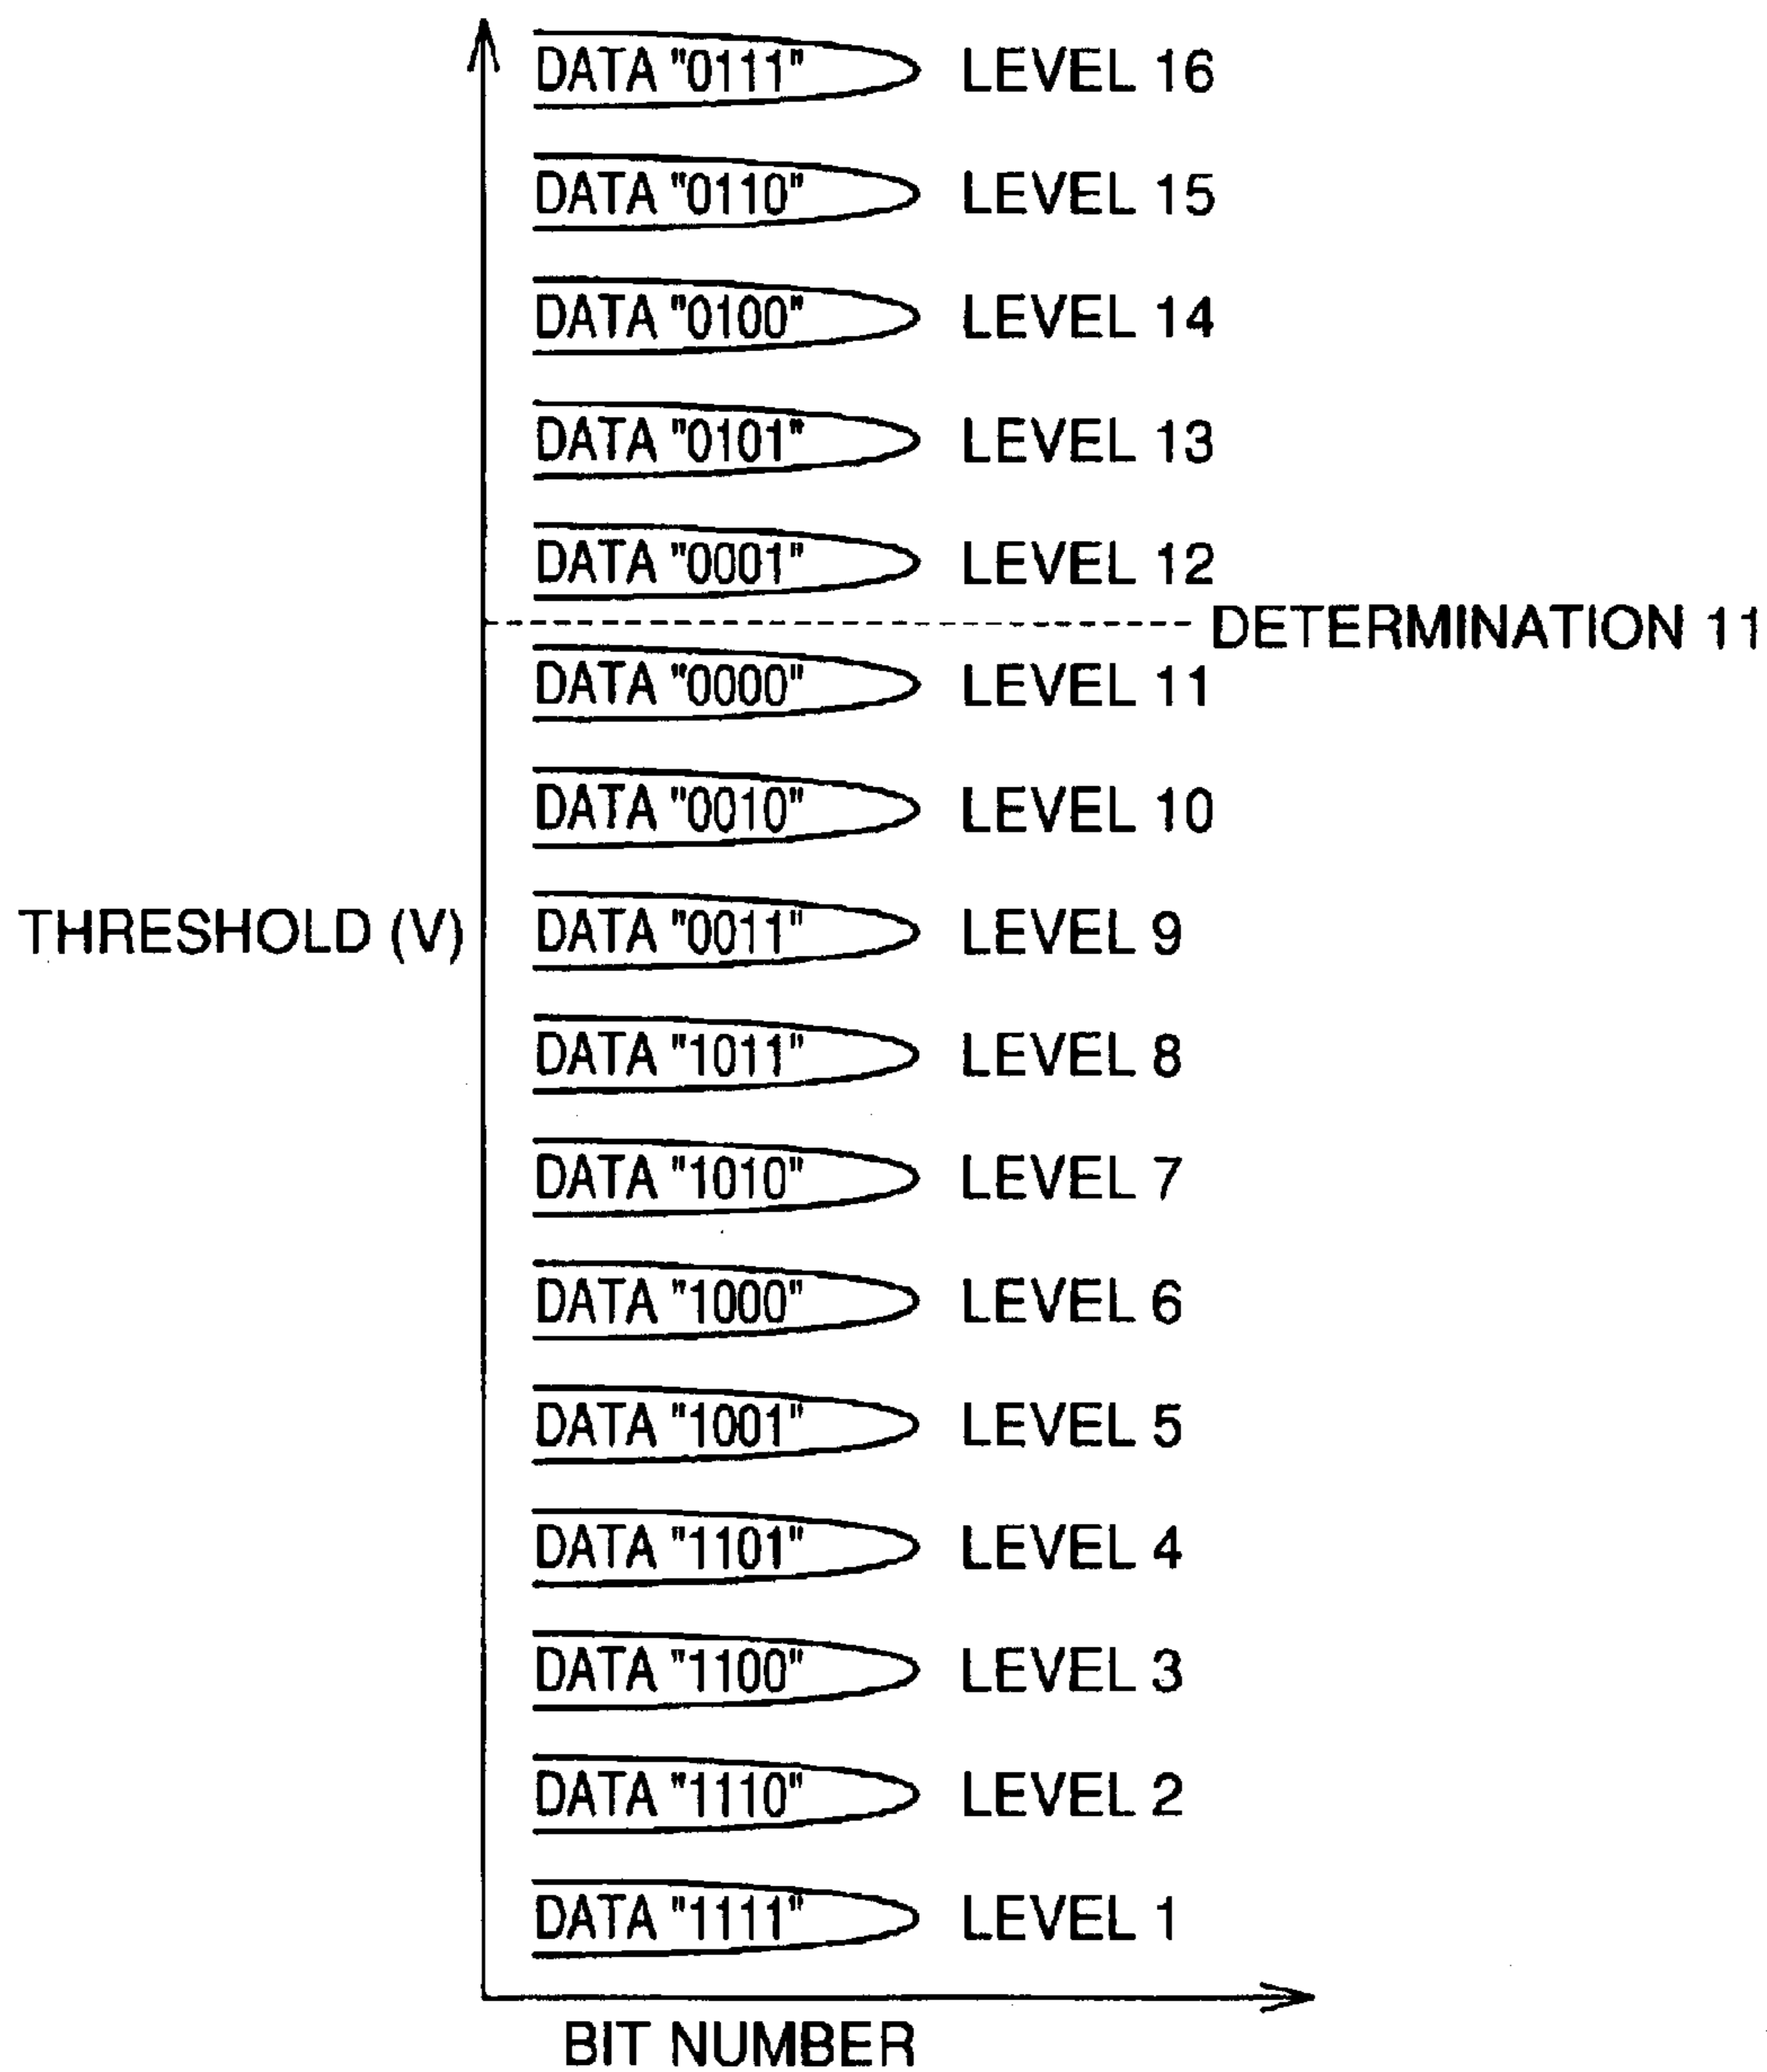 DATA "0111" LEVEL 16
DATA "0110" LEVEL 15
DATA "0100" LEVEL 14
DATA "0101" LEVEL 13
DATA "0001" LEVEL 12
DETERMINATION 11
DATA "0000" LEVEL 11
DATA "0010" LEVEL 10
THRESHOLD (V) DATA "0011" LEVEL 9
DATA "1011" LEVEL 8
DATA "1010" LEVEL 7
DATA "1000" LEVEL 6
DATA "1001" LEVEL 5
DATA "1101" LEVEL 4
DATA "1100" LEVEL 3
DATA "1110" LEVEL 2
DATA "1111" LEVEL 1
BIT NUMBER